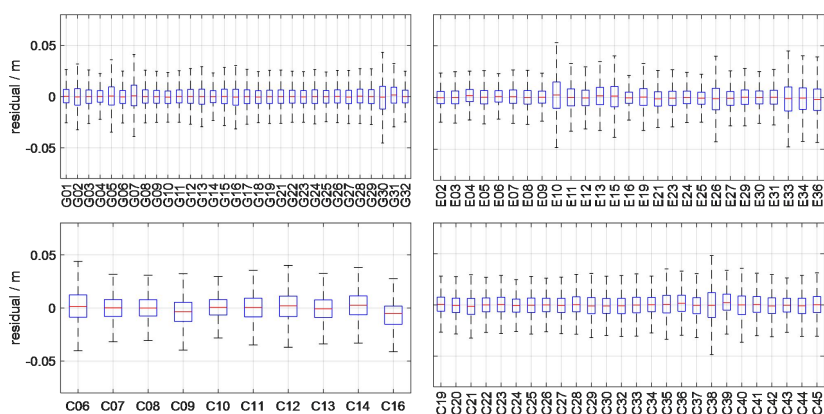 residual / m
0.05
0
-0.05
G01 G02 G03 G04 G05 G06 G07 G08 G09 G10 G11 G12 G13 G14 G15 G16 G17 G18 G19 G21 G22 G23 G24 G25 G26 G27 G28 G29 G30 G31 G32
E02 E03 E04 E05 E06 E07 E08 E09 E10 E11 E12 E13 E15 E16 E19 E21 E23 E24 E25 E26 E27 E29 E30 E31 E33 E34 E36
residual / m
0.05
0
-0.05
C06 C07 C08 C09 C10 C11 C12 C13 C14 C16
C19 C20 C21 C22 C23 C24 C25 C26 C27 C28 C29 C30 C32 C33 C34 C35 C36 C37 C38 C39 C40 C41 C42 C43 C44 C45